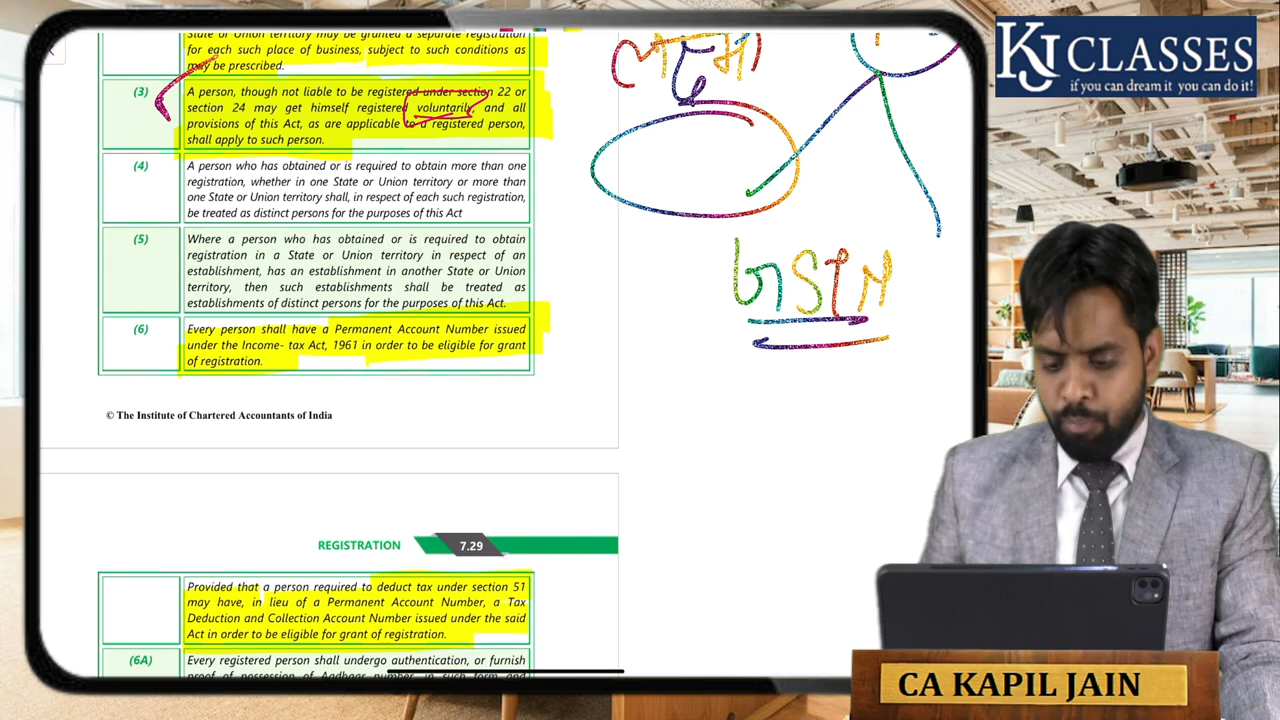 State or Union territory may be granted a separate registration
for each such place of business, subject to such conditions as
may be prescribed.
(3)
A person, though not liable to be registered under section 22 or
section 24 may get himself registered voluntarily, and all
provisions of this Act, as are applicable to a registered person,
shall apply to such person.
(4)
A person who has obtained or is required to obtain more than one
registration, whether in one State or Union territory or more than
one State or Union territory shall, in respect of each such registration,
be treated as distinct persons for the purposes of this Act
(5)
Where a person who has obtained or is required to obtain
registration in a State or Union territory in respect of an
establishment, has an establishment in another State or Union
territory, then such establishments shall be treated as
establishments of distinct persons for the purposes of this Act.
(6)
Every person shall have a Permanent Account Number issued
under the Income- tax Act, 1961 in order to be eligible for grant
of registration.
© The Institute of Chartered Accountants of India
REGISTRATION 7.29
Provided that a person required to deduct tax under section 51
may have, in lieu of a Permanent Account Number, a Tax
Deduction and Collection Account Number issued under the said
Act in order to be eligible for grant of registration.
(6A)
Every registered person shall undergo authentication, or furnish
proof of possession of Aadhaar number, in such form and
KJ CLASSES
if you can dream it you can do it!
CA KAPIL JAIN